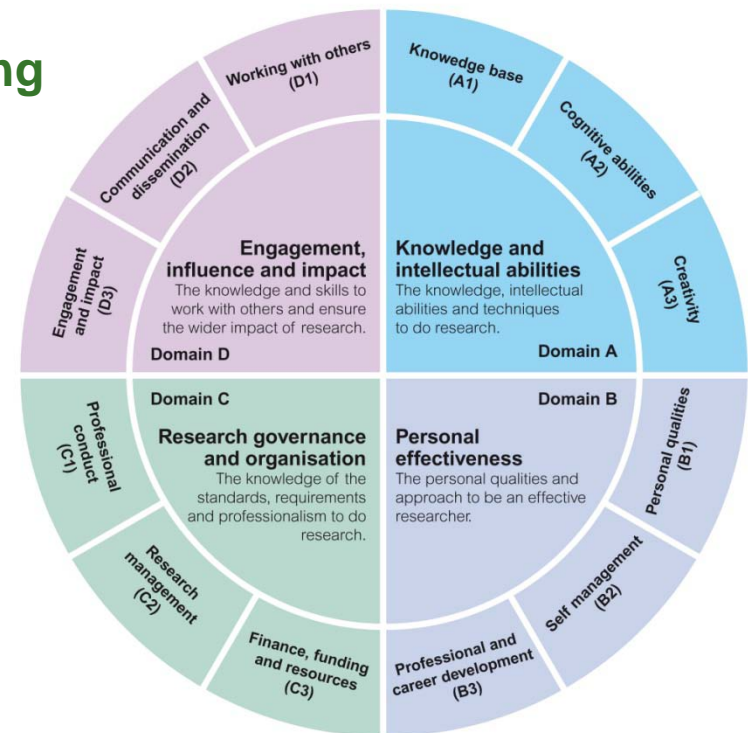 ng
Working with others
(D1)
Knowedge base
(A1)
Communication and
dissemination
(D2)
Cognitive abilities
(A2)
Engagement
and impact
(D3)
Creativity
(A3)
Engagement,
influence and impact
The knowledge and skills to
work with others and ensure
the wider impact of research.
Domain D
Knowledge and
intellectual abilities
The knowledge, intellectual
abilities and techniques
to do research.
Domain A
Domain C
Research governance
and organisation
The knowledge of the
standards, requirements
and professionalism to do
research.
Domain B
Personal
effectiveness
The personal qualities and
approach to be an effective
researcher.
Professional
conduct
(C1)
Personal qualities
(B1)
Research
management
(C2)
Self management
(B2)
Finance, funding
and resources
(C3)
Professional and
career development
(B3)